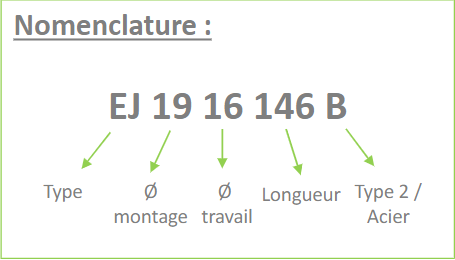 Nomenclature :
EJ 19 16 146 B
Type
Ø montage
Ø travail
Longueur
Type 2 / Acier